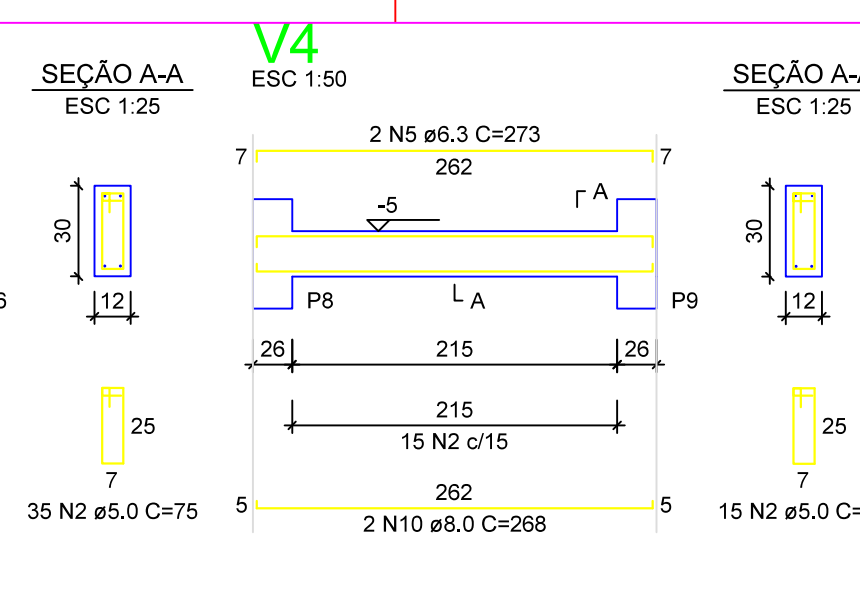 SEÇÃO A-A
ESC 1:25
30
12
25
7
35 N2 ø5.0 C=75
6
V4
ESC 1:50
2 N5 ø6.3 C=273
7
7
262
A
-5
P8
A
P9
26
215
26
215
15 N2 c/15
5
262
5
2 N10 ø8.0 C=268
SEÇÃO A-A
ESC 1:25
30
12
25
7
15 N2 ø5.0 C=